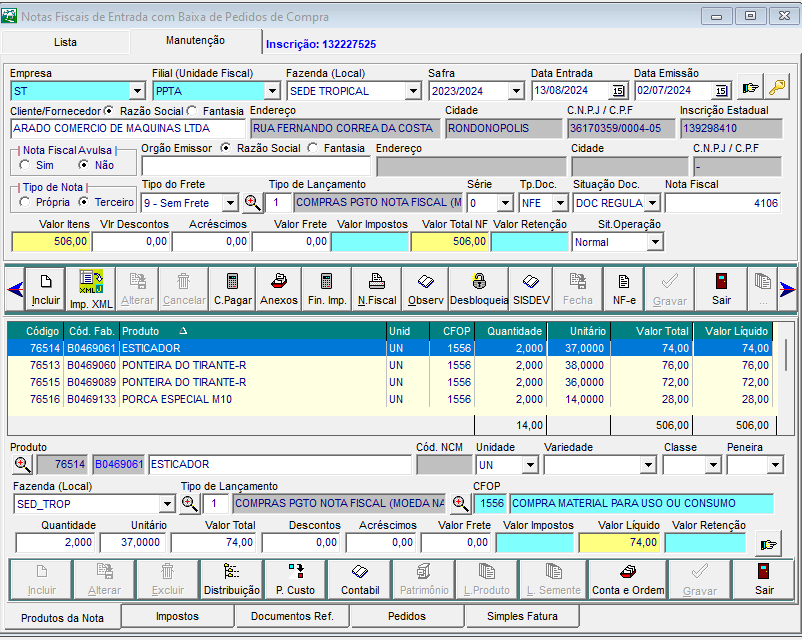 Notas Fiscais de Entrada com Baixa de Pedidos de Compra
Lista Manutenção Inscrição: 132227525
Empresa Filial (Unidade Fiscal) Fazenda (Local) Safra Data Entrada Data Emissão
ST PPTA SEDE TROPICAL 2023/2024 13/08/2024 15 02/07/2024 15
Cliente/Fornecedor Razão Social Fantasia Endereço Cidade C.N.P.J / C.P.F Inscrição Estadual
ARADO COMERCIO DE MAQUINAS LTDA RUA FERNANDO CORREA DA COSTA RONDONOPOLIS 36170359/0004-05 139298410
Nota Fiscal Avulsa Orgão Emissor Razão Social Fantasia Endereço Cidade C.N.P.J / C.P.F
Sim Não -
Tipo de Nota Tipo do Frete Tipo de Lançamento Série Tp.Doc. Situação Doc. Nota Fiscal
Própria Terceiro 9 - Sem Frete 1 COMPRAS PGTO NOTA FISCAL (M 0 NFE DOC REGULA 4106
Valor Itens Vlr Descontos Acréscimos Valor Frete Valor Impostos Valor Total NF Valor Retenção Sit.Operação
506,00 0,00 0,00 0,00 506,00 Normal
Incluir Imp. XML Alterar Cancelar C.Pagar Anexos Fin. Imp. N.Fiscal Observ Desbloqueia SISDEV Fecha NF-e Gravar Sair ...
Código Cód. Fab. Produto Unid CFOP Quantidade Unitário Valor Total Valor Líquido
76514 B0469061 ESTICADOR UN 1556 2,000 37,0000 74,00 74,00
76513 B0469060 PONTEIRA DO TIRANTE-R UN 1556 2,000 38,0000 76,00 76,00
76515 B0469089 PONTEIRA DO TIRANTE-R UN 1556 2,000 36,0000 72,00 72,00
76516 B0469133 PORCA ESPECIAL M10 UN 1556 2,000 14,0000 28,00 28,00
14,00 506,00 506,00
Produto Cód. NCM Unidade Variedade Classe Peneira
76514 B0469061 ESTICADOR UN
Fazenda (Local) Tipo de Lançamento CFOP
SED_TROP 1 COMPRAS PGTO NOTA FISCAL (MOEDA NA 1556 COMPRA MATERIAL PARA USO OU CONSUMO
Quantidade Unitário Valor Total Descontos Acréscimos Valor Frete Valor Impostos Valor Líquido Valor Retenção
2,000 37,0000 74,00 0,00 0,00 0,00 74,00
Incluir Alterar Excluir Distribuição P. Custo Contabil Patrimônio L.Produto L. Semente Conta e Ordem Gravar Sair
Produtos da Nota Impostos Documentos Ref. Pedidos Simples Fatura